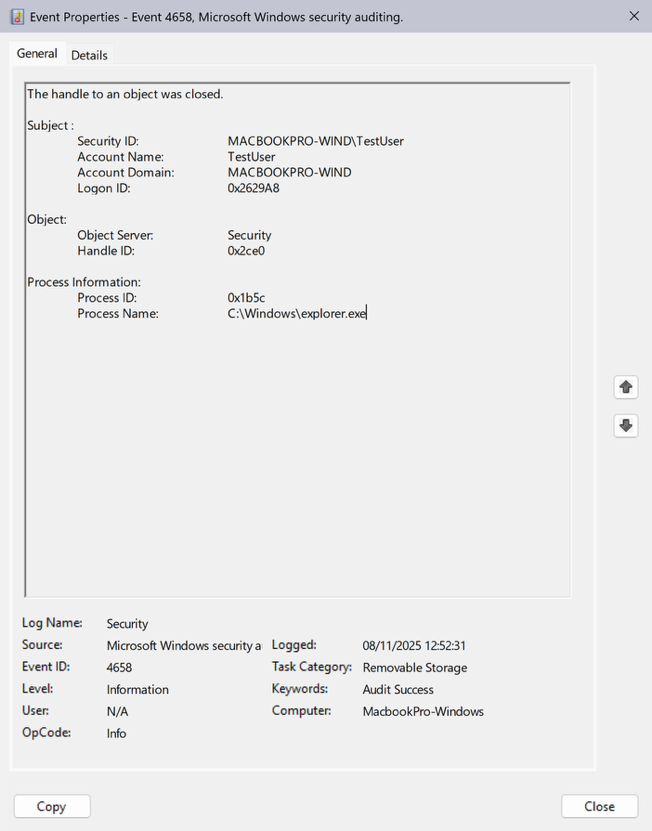 Event Properties - Event 4658, Microsoft Windows security auditing.
General Details
The handle to an object was closed.
Subject :
Security ID: MACBOOKPRO-WIND\TestUser
Account Name: TestUser
Account Domain: MACBOOKPRO-WIND
Logon ID: 0x2629A8
Object:
Object Server: Security
Handle ID: 0x2ce0
Process Information:
Process ID: 0x1b5c
Process Name: C:\Windows\explorer.exe
Log Name: Security
Source: Microsoft Windows security a Logged: 08/11/2025 12:52:31
Event ID: 4658 Task Category: Removable Storage
Level: Information Keywords: Audit Success
User: N/A Computer: MacbookPro-Windows
OpCode: Info
Copy Close